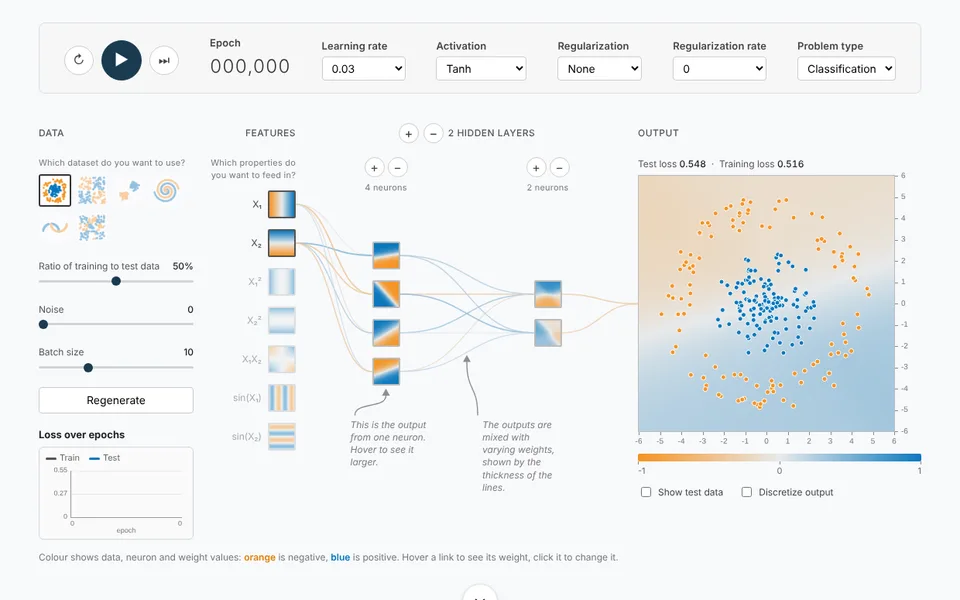 Epoch
000,000
Learning rate
0.03
Activation
Tanh
Regularization
None
Regularization rate
0
Problem type
Classification
DATA
Which dataset do you want to use?
Ratio of training to test data 50%
Noise 0
Batch size 10
Regenerate
Loss over epochs
Train Test
0.55
0.27
0
0 0
epoch
FEATURES
Which properties do
you want to feed in?
X₁
X₂
X₁²
X₂²
X₁X₂
sin(X₁)
sin(X₂)
+ − 2 HIDDEN LAYERS
+ −
4 neurons
+ −
2 neurons
This is the output
from one neuron.
Hover to see it
larger.
The outputs are
mixed with
varying weights,
shown by the
thickness of the
lines.
OUTPUT
Test loss 0.548 · Training loss 0.516
6
5
4
3
2
1
0
-1
-2
-3
-4
-5
-6
-6 -5 -4 -3 -2 -1 0 1 2 3 4 5 6
-1 0 1
Show test data Discretize output
Colour shows data, neuron and weight values: orange is negative, blue is positive. Hover a link to see its weight, click it to change it.